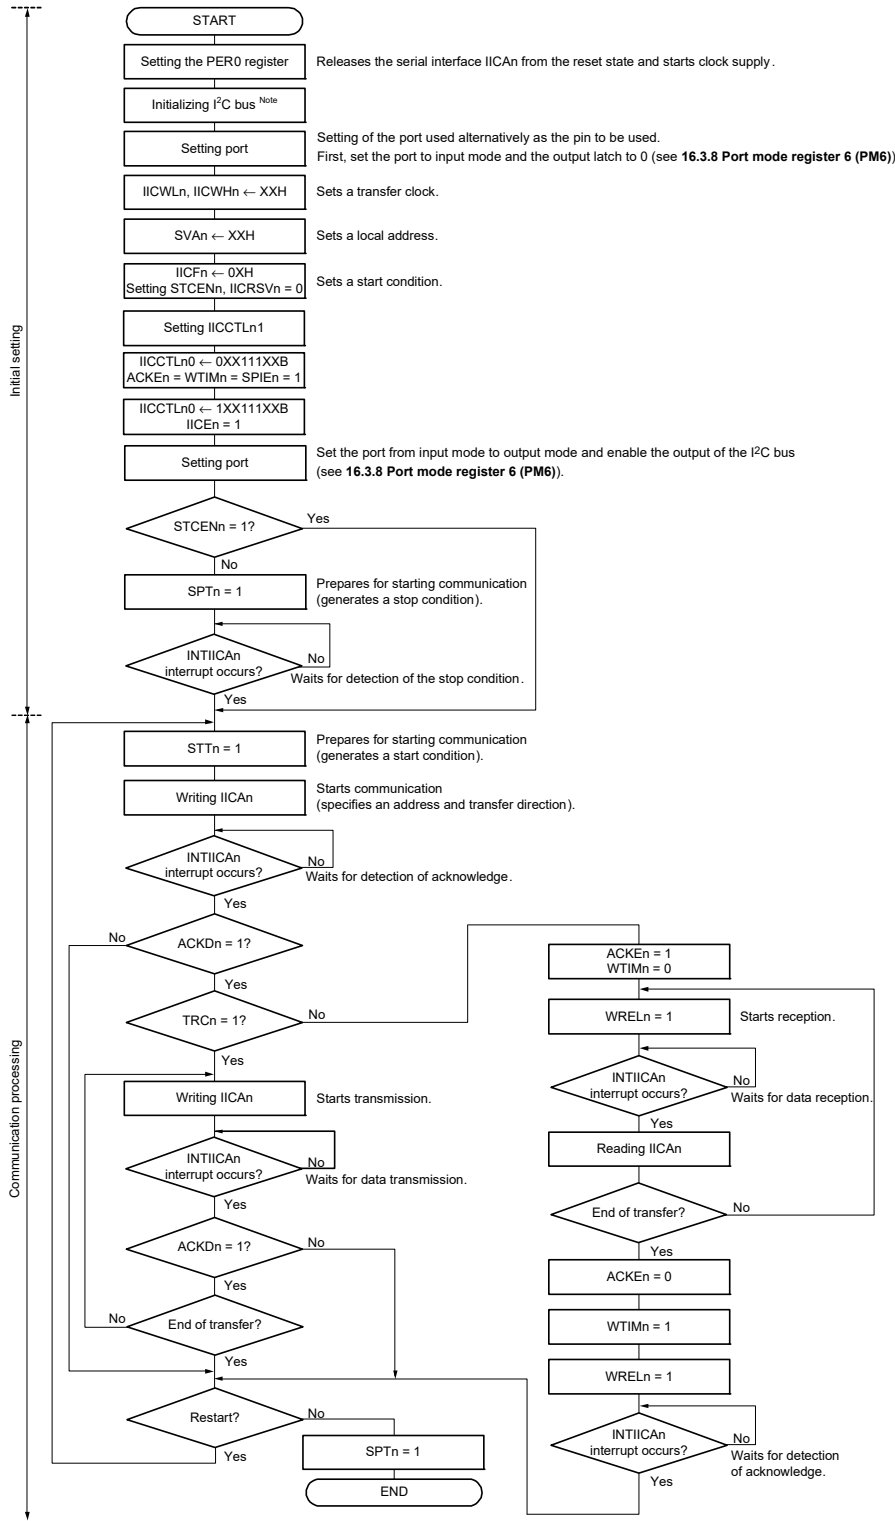 START
Setting the PER0 register
Releases the serial interface IICAn from the reset state and starts clock supply.
Initializing I2C bus Note
Setting port
Setting of the port used alternatively as the pin to be used.
First, set the port to input mode and the output latch to 0 (see 16.3.8 Port mode register 6 (PM6))
IICWLn, IICWHn ← XXH
Sets a transfer clock.
SVAn ← XXH
Sets a local address.
IICFn ← 0XH
Setting STCENn, IICRSVn = 0
Sets a start condition.
Setting IICCTLn1
IICCTLn0 ← 0XX111XXB
ACKEn = WTIMn = SPIEn = 1
IICCTLn0 ← 1XX111XXB
IICEn = 1
Setting port
Set the port from input mode to output mode and enable the output of the I2C bus
(see 16.3.8 Port mode register 6 (PM6)).
Initial setting
STCENn = 1?
Yes
No
SPTn = 1
Prepares for starting communication
(generates a stop condition).
INTIICAn
interrupt occurs?
No
Waits for detection of the stop condition.
Yes
STTn = 1
Prepares for starting communication
(generates a start condition).
Writing IICAn
Starts communication
(specifies an address and transfer direction).
INTIICAn
interrupt occurs?
No
Waits for detection of acknowledge.
Yes
No
ACKDn = 1?
Yes
TRCn = 1?
No
Yes
Writing IICAn
Starts transmission.
INTIICAn
interrupt occurs?
No
Waits for data transmission.
Yes
ACKDn = 1?
No
Yes
No
End of transfer?
Yes
Restart?
No
Yes
SPTn = 1
END
Communication processing
ACKEn = 1
WTIMn = 0
WRELn = 1
Starts reception.
INTIICAn
interrupt occurs?
No
Waits for data reception.
Yes
Reading IICAn
End of transfer?
No
Yes
ACKEn = 0
WTIMn = 1
WRELn = 1
INTIICAn
interrupt occurs?
No
Waits for detection
of acknowledge.
Yes